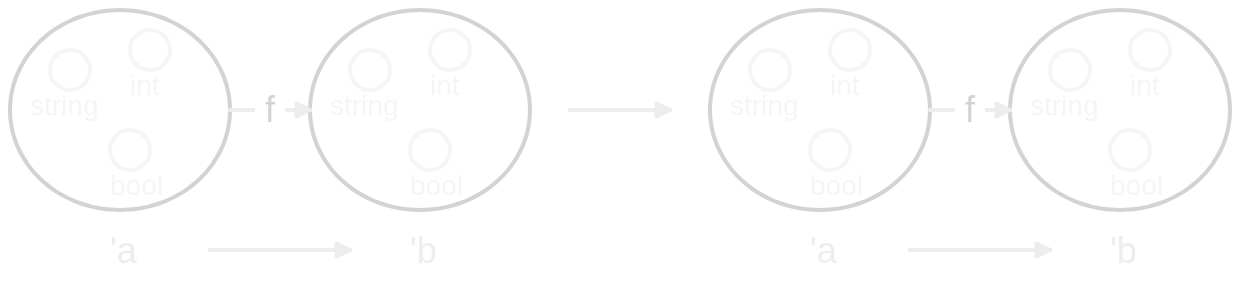 int int int int
string f string string f string
bool bool bool bool
'a 'b 'a 'b